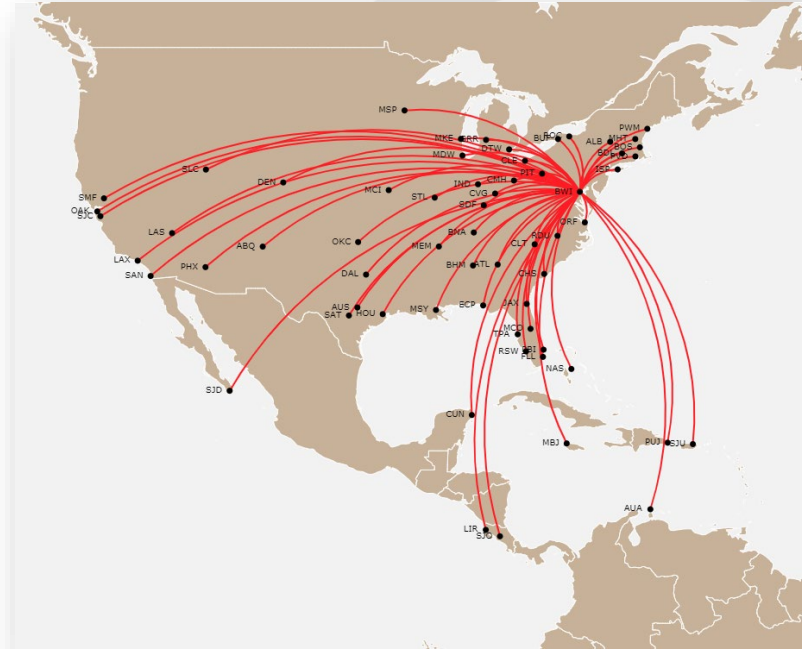 MSP
PWM
MKE
GRR
BUF
ROC
ALB
MHT
BOS
MDW
DTW
BDL
PVD
CLE
ISP
SLC
PIT
DEN
CMH
IND
MCI
CVG
BWI
STL
SMF
SDF
OAK
SJC
ORF
LAS
BNA
RDU
OKC
CLT
ABQ
MEM
LAX
PHX
BHM
ATL
SAN
DAL
CHS
AUS
ECP
JAX
SAT
HOU
MSY
MCO
TPA
PBI
RSW
FLL
NAS
SJD
CUN
MBJ
PUJ
SJU
AUA
LIR
SJO